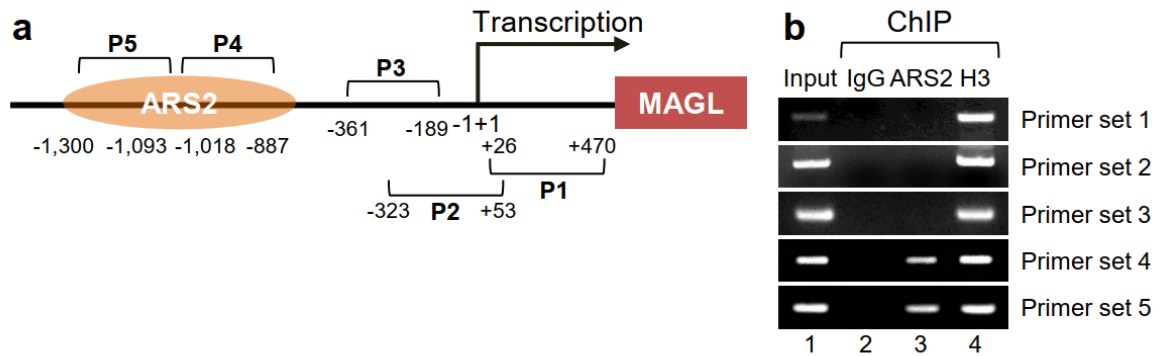 a
Transcription
P5 P4
P3
ARS2
MAGL
-1,300 -1,093 -1,018 -887
-361 -189 -1+1
+26 +470
P1
-323 P2 +53
b
ChIP
Input IgG ARS2 H3
Primer set 1
Primer set 2
Primer set 3
Primer set 4
Primer set 5
1 2 3 4